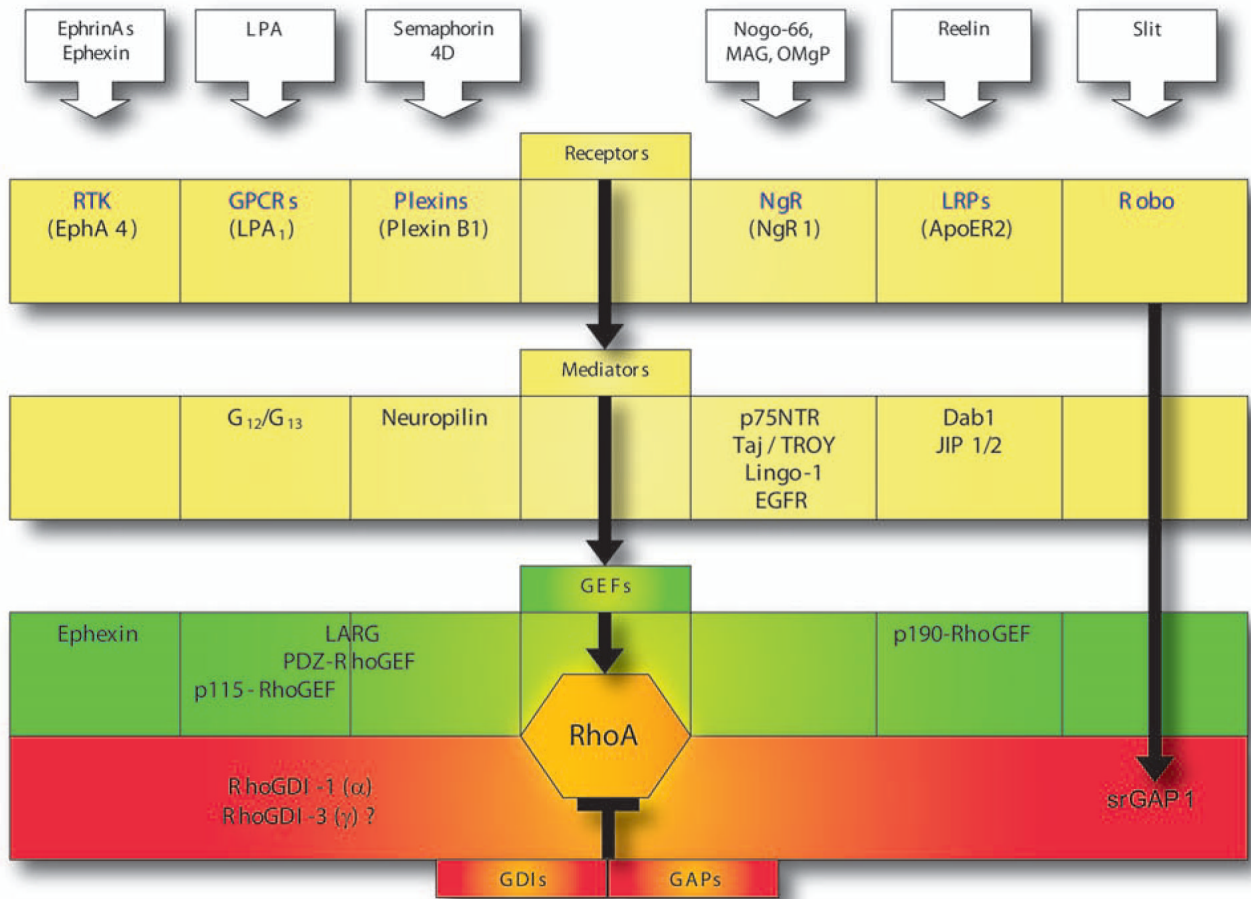 EphrinAs
Ephexin
LPA
Semaphorin
4D
Nogo-66,
MAG, OMgP
Reelin
Slit
Receptors
RTK
(EphA 4)
GPCRs
(LPA₁)
Plexins
(Plexin B1)
NgR
(NgR 1)
LRPs
(ApoER2)
Robo
Mediators
G₁₂/G₁₃
Neuropilin
p75NTR
Taj / TROY
Lingo-1
EGFR
Dab1
JIP 1/2
GEFs
Ephexin
LARG
PDZ-RhoGEF
p115-RhoGEF
p190-RhoGEF
RhoA
RhoGDI-1 (α)
RhoGDI-3 (γ) ?
srGAP1
GDIs
GAPs